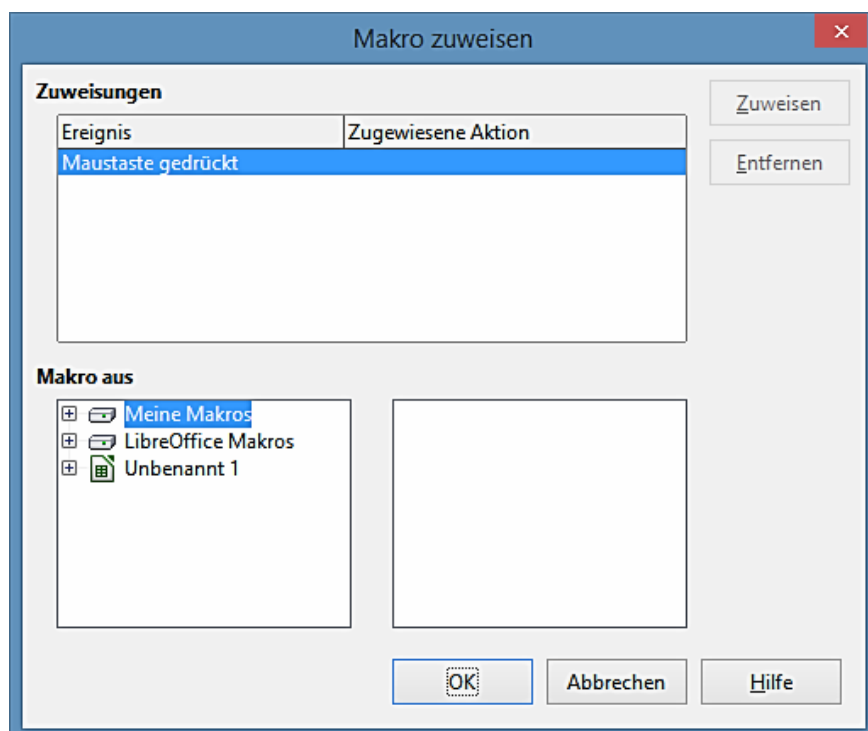 Makro zuweisen
Zuweisungen
Zuweisen
Ereignis Zugewiesene Aktion
Maustaste gedrückt
Entfernen
Makro aus
Meine Makros
LibreOffice Makros
Unbenannt 1
OK Abbrechen Hilfe